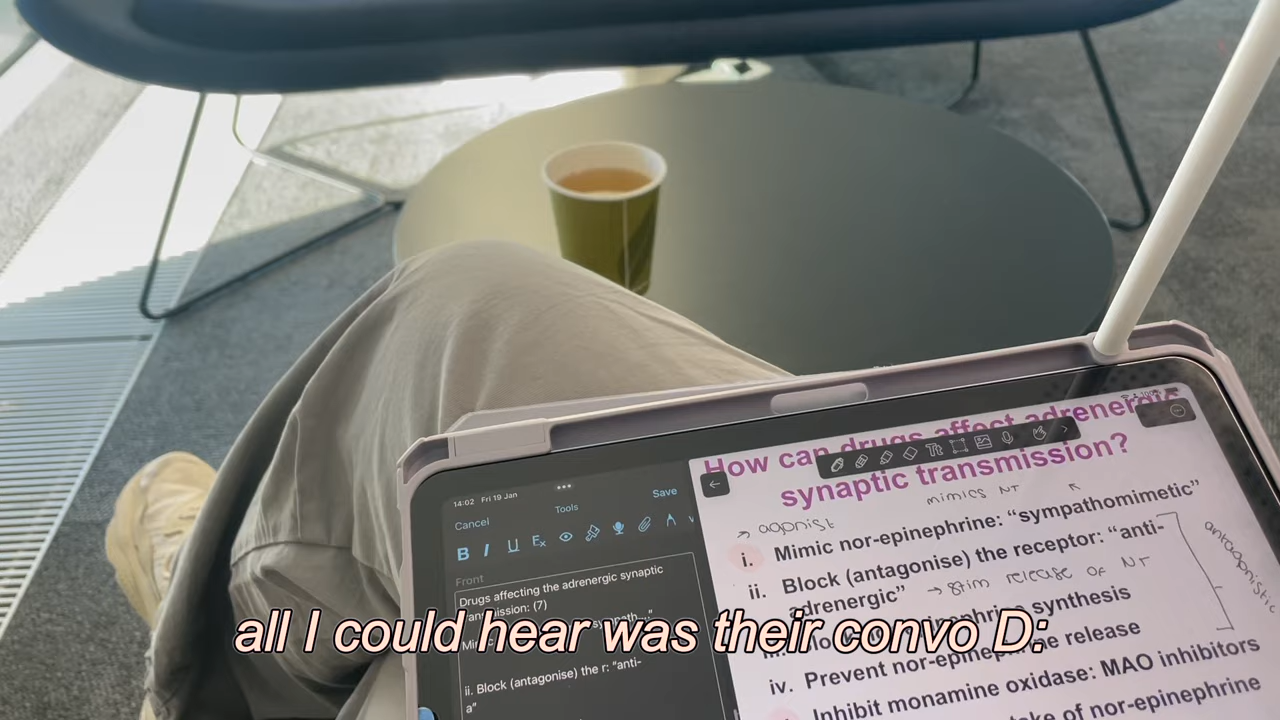 14:02 Fri 19 Jan
Cancel
Tools
Save
B I U Ex
Front
Drugs affecting the adrenergic synaptic
transmission: (7)
ii. Block (antagonise) the r: "anti-
a"
How can drugs affect adrenergic
synaptic transmission?
mimics NT
→ agonist
i. Mimic nor-epinephrine: "sympathomimetic"
ii. Block (antagonise) the receptor: "anti-
adrenergic" → stim release of NT
synthesis
iv. Prevent nor-epinephrine release
Inhibit monamine oxidase: MAO inhibitors
of nor-epinephrine
antagonistic
all I could hear was their convo D: